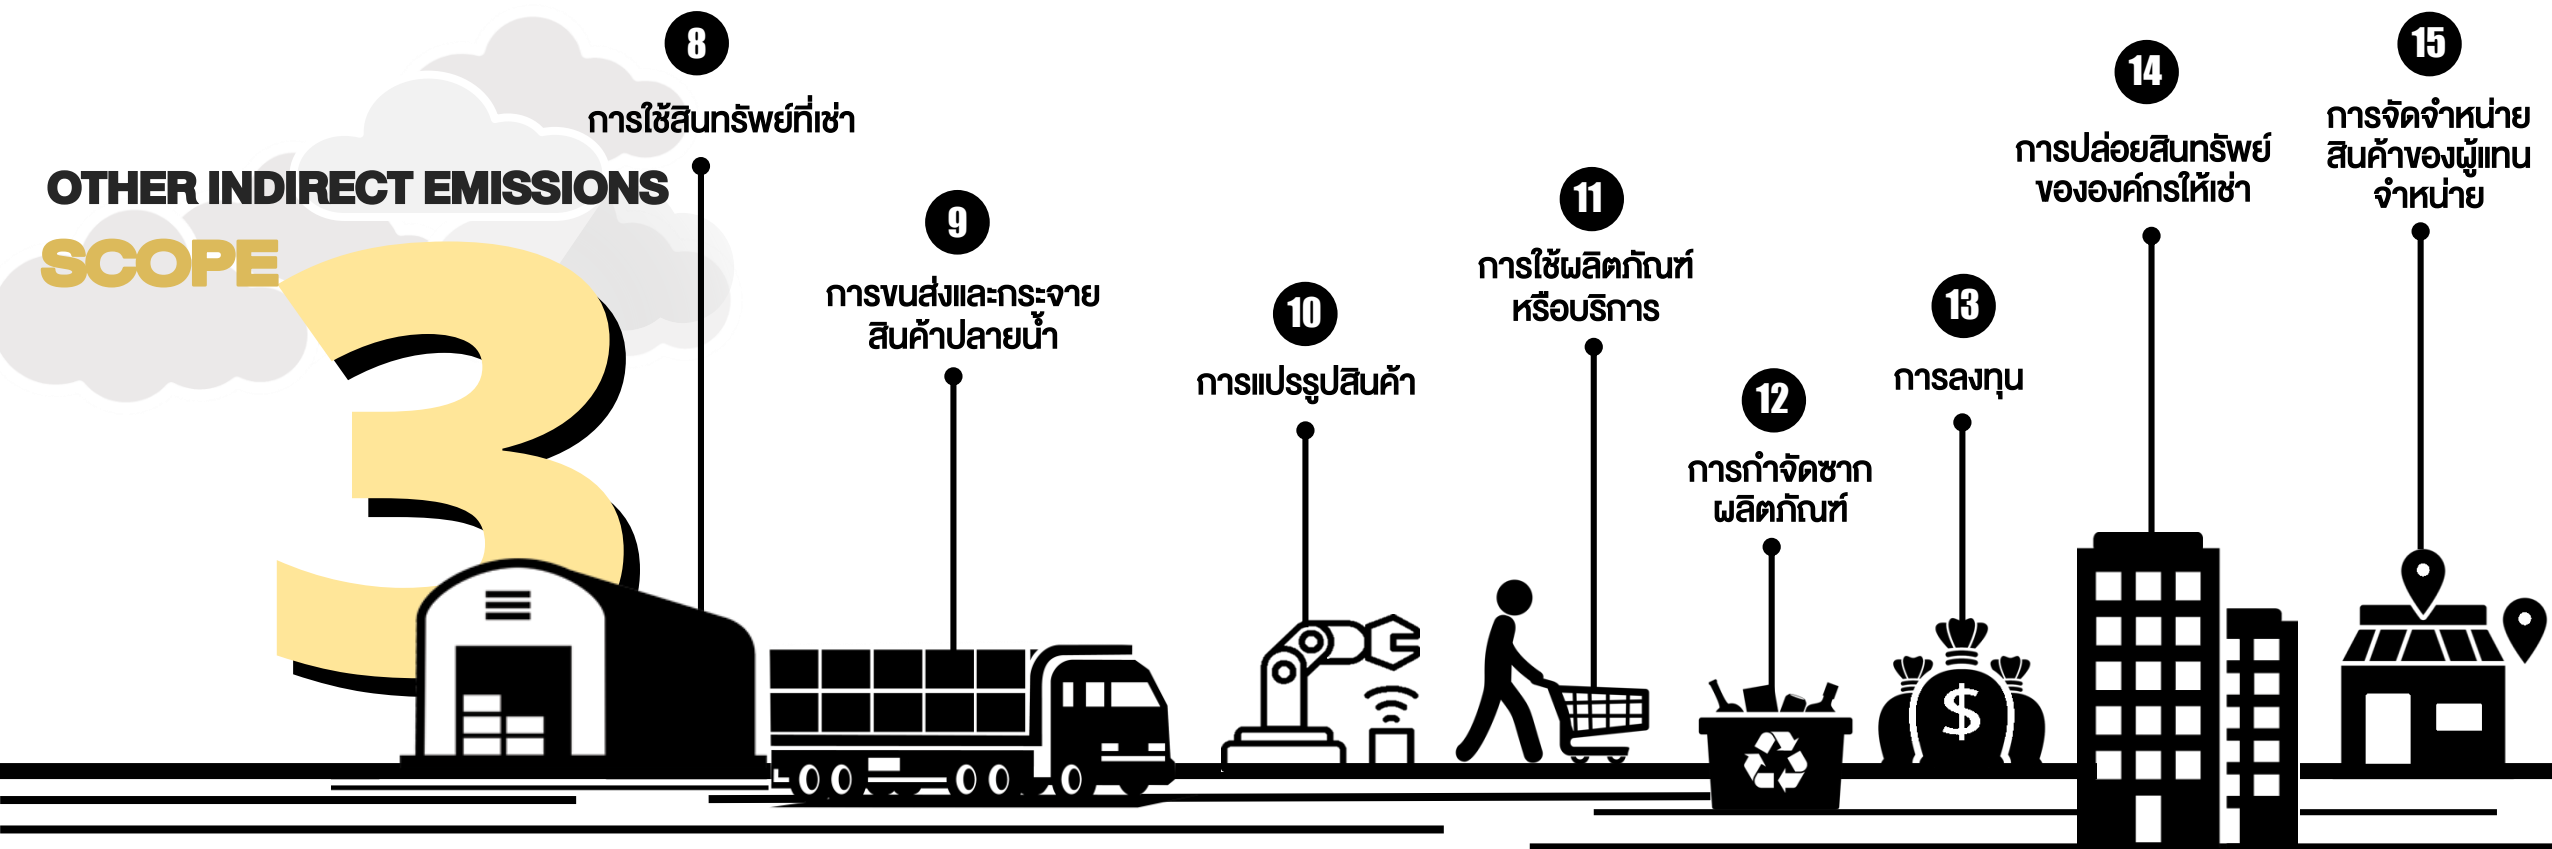 OTHER INDIRECT EMISSIONS
SCOPE
3
8
การใช้สินทรัพย์ที่เช่า
9
การขนส่งและกระจาย
สินค้าปลายน้ำ
10
การแปรรูปสินค้า
11
การใช้ผลิตภัณฑ์
หรือบริการ
12
การกำจัดซาก
ผลิตภัณฑ์
13
การลงทุน
$
14
การปล่อยสินทรัพย์
ขององค์กรให้เช่า
15
การจัดจำหน่าย
สินค้าของผู้แทน
จำหน่าย